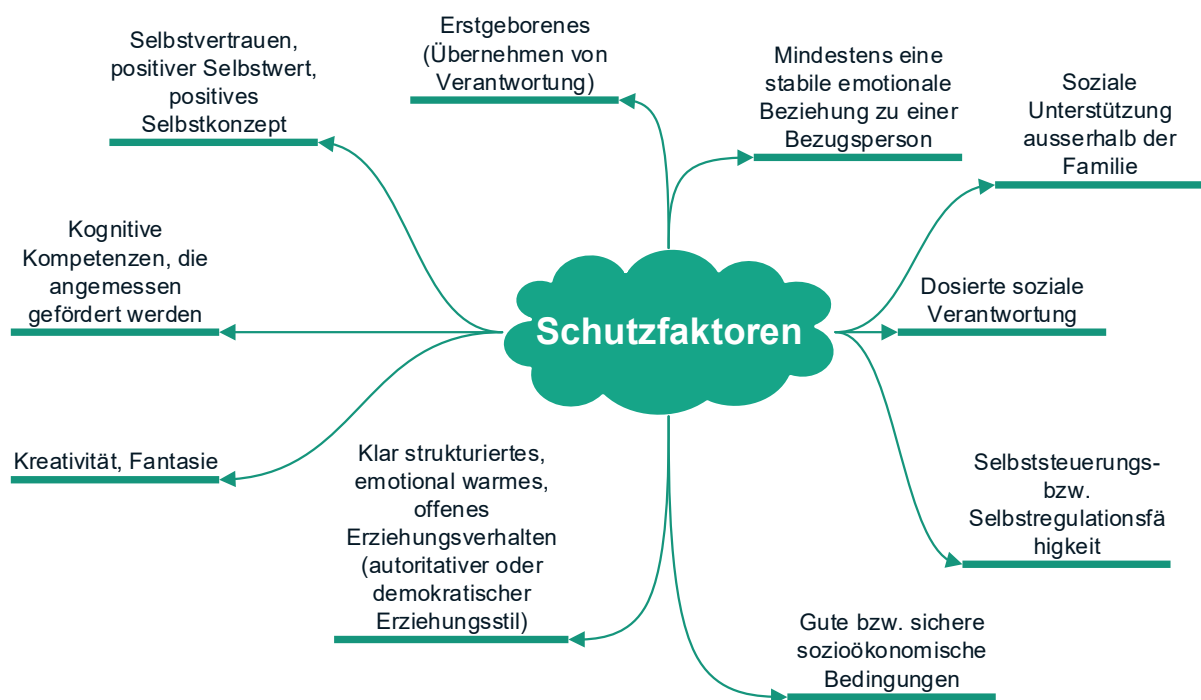 Selbstvertrauen,
positiver Selbstwert,
positives
Selbstkonzept
Erstgeborenes
(Übernehmen von
Verantwortung)
Mindestens eine
stabile emotionale
Beziehung zu einer
Bezugsperson
Soziale
Unterstützung
ausserhalb der
Familie
Kognitive
Kompetenzen, die
angemessen
gefördert werden
Schutzfaktoren
Dosierte soziale
Verantwortung
Kreativität, Fantasie
Klar strukturiertes,
emotional warmes,
offenes
Erziehungsverhalten
(autoritativer oder
demokratischer
Erziehungsstil)
Selbststeuerungs-
bzw.
Selbstregulationsfä
higkeit
Gute bzw. sichere
sozioökonomische
Bedingungen